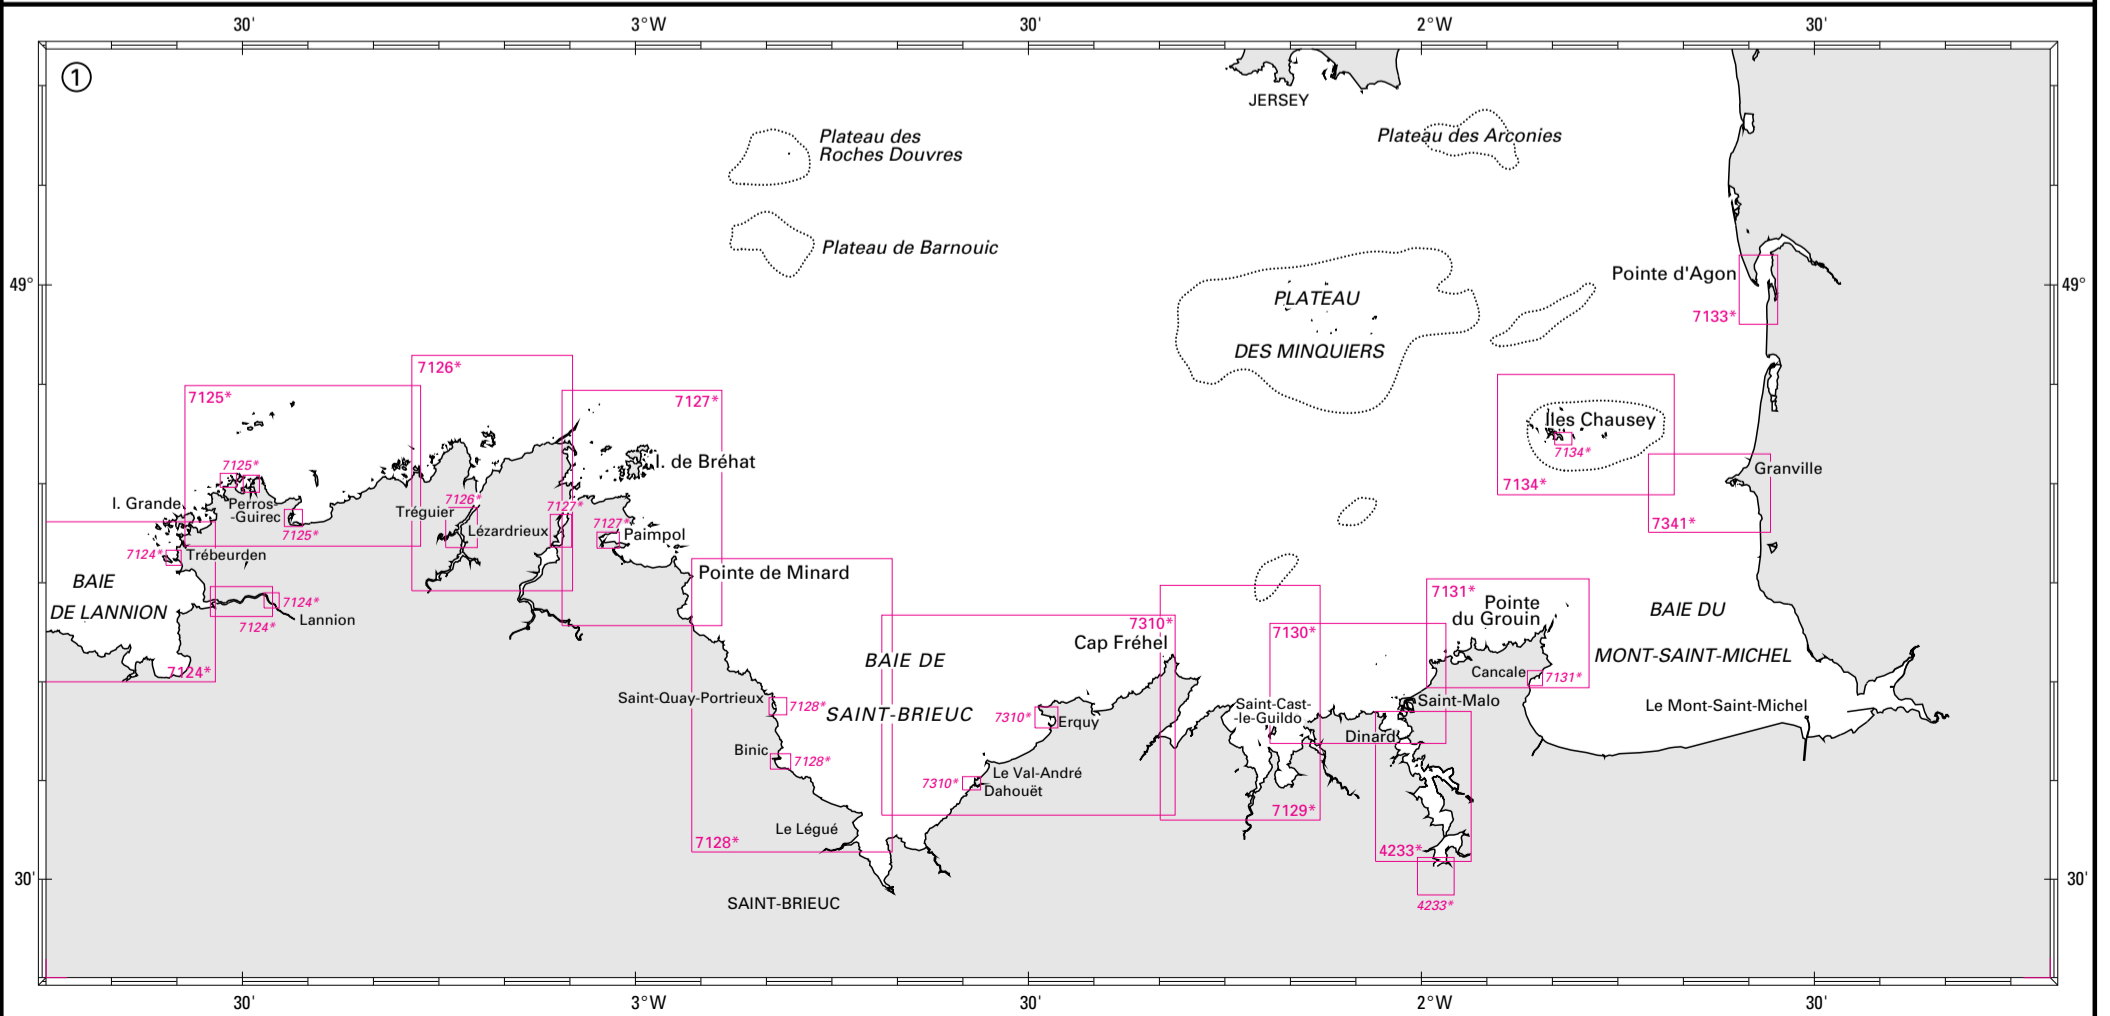 30'
3°W
30'
2°W
30'
1
JERSEY
Plateau des
Roches Douvres
Plateau des Arconies
Plateau de Barnouic
49°
49°
Pointe d'Agon
7133*
PLATEAU
DES MINQUIERS
7126*
7125*
7127*
Iles Chausey
7134*
7134*
Granville
7341*
I. de Bréhat
7125*
I. Grande
Perros-
-Guirec
7125*
7126*
Tréguier
7127*
Lézardrieux
7127*
Paimpol
7124*
Trébeurden
BAIE
DE LANNION
7124*
7124*
Lannion
7124*
Pointe de Minard
7310*
Cap Fréhel
7130*
7131*
Pointe
du Grouin
BAIE DU
MONT-SAINT-MICHEL
Cancale
7131*
Le Mont-Saint-Michel
BAIE DE
SAINT-BRIEUC
Saint-Quay-Portrieux
7128*
7310*
Erquy
Saint-Cast-
-le-Guildo
Saint-Malo
Dinard
Binic
7128*
7310*
Le Val-André
Dahouët
7129*
Le Légué
7128*
4233*
30'
30'
4233*
SAINT-BRIEUC
30'
3°W
30'
2°W
30'